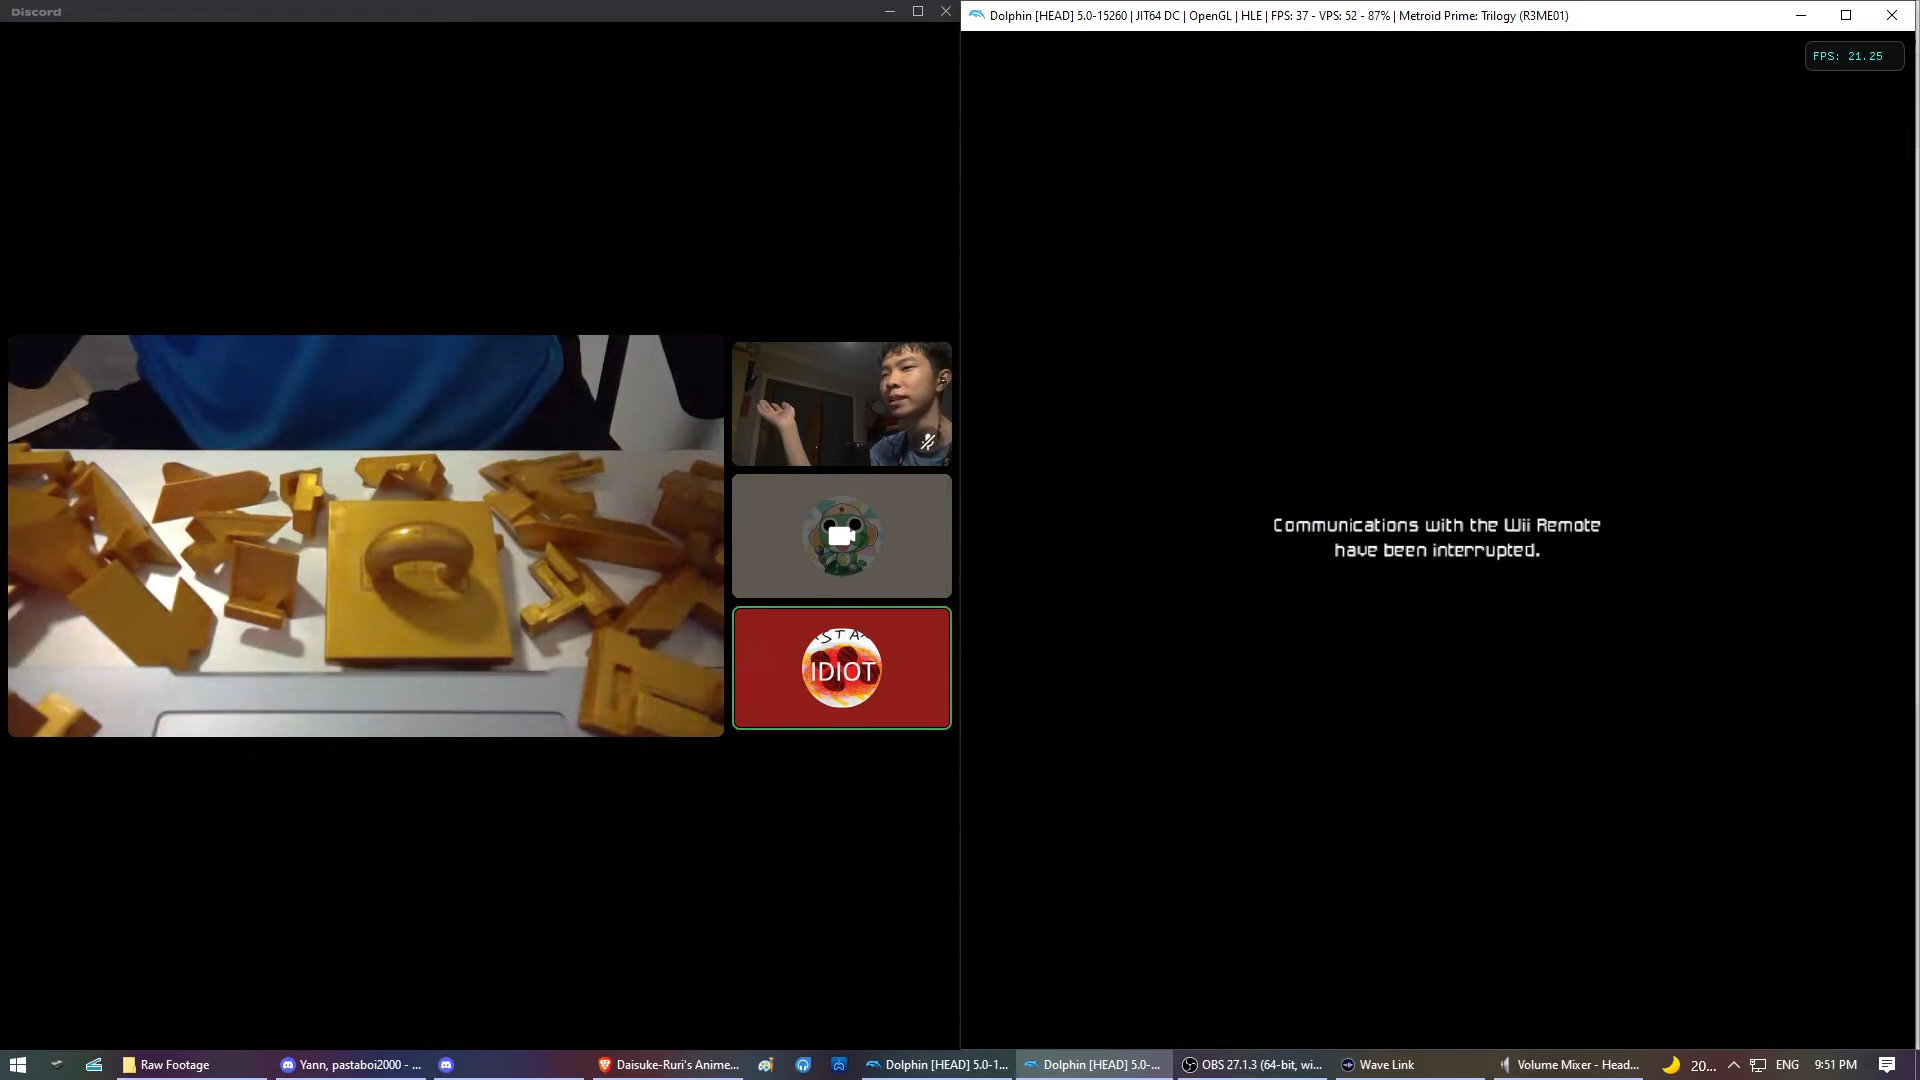 Discord
Dolphin [HEAD] 5.0-15260 | JIT64 DC | OpenGL | HLE | FPS: 37 - VPS: 52 - 87% | Metroid Prime: Trilogy (R3ME01)
FPS: 21.25
Communications with the Wii Remote
have been interrupted.
STA
IDIOT
Raw Footage
Yann, pastaboi2000 - ...
Daisuke-Ruri's Anime...
Dolphin [HEAD] 5.0-1...
Dolphin [HEAD] 5.0-...
OBS 27.1.3 (64-bit, wi...
Wave Link
Volume Mixer - Head...
20...
ENG
9:51 PM